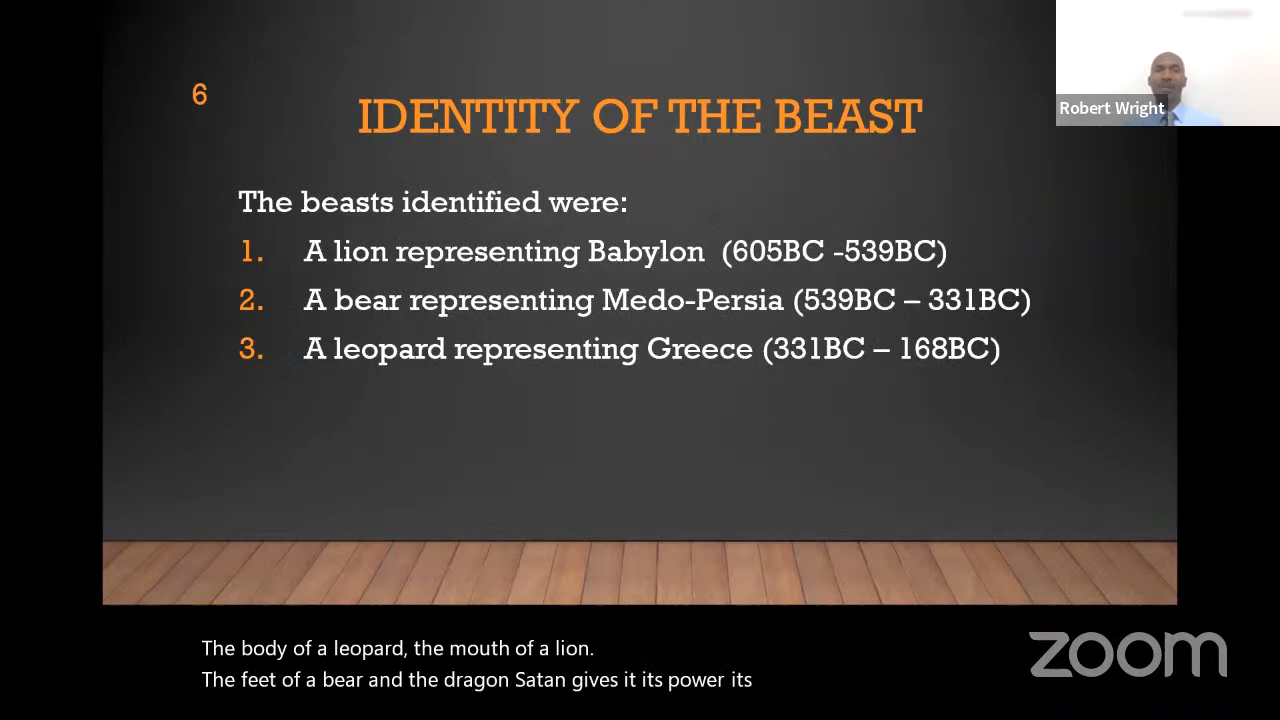 6
IDENTITY OF THE BEAST
Robert Wright
The beasts identified were:
1. A lion representing Babylon (605BC -539BC)
2. A bear representing Medo-Persia (539BC – 331BC)
3. A leopard representing Greece (331BC – 168BC)
The body of a leopard, the mouth of a lion.
The feet of a bear and the dragon Satan gives it its power its
zoom